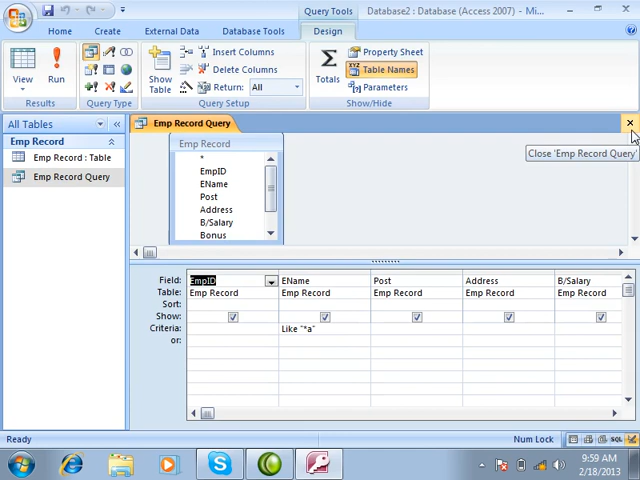 Query Tools
Database2 : Database (Access 2007) - Mi...
Home
Create
External Data
Database Tools
Design
View
Run
Show
Table
Insert Columns
Delete Columns
Return:
All
Totals
XYZ
Property Sheet
Table Names
Parameters
Results
Query Type
Query Setup
Show/Hide
All Tables
Emp Record
Emp Record : Table
Emp Record Query
Emp Record Query
Close 'Emp Record Query'
Emp Record
*
EmpID
EName
Post
Address
B/Salary
Bonus
Field: EmpID EName Post Address B/Salary
Table: Emp Record Emp Record Emp Record Emp Record Emp Record
Sort:
Show:
Criteria: Like "*a"
or:
Ready
Num Lock
SQL
9:59 AM
2/18/2013